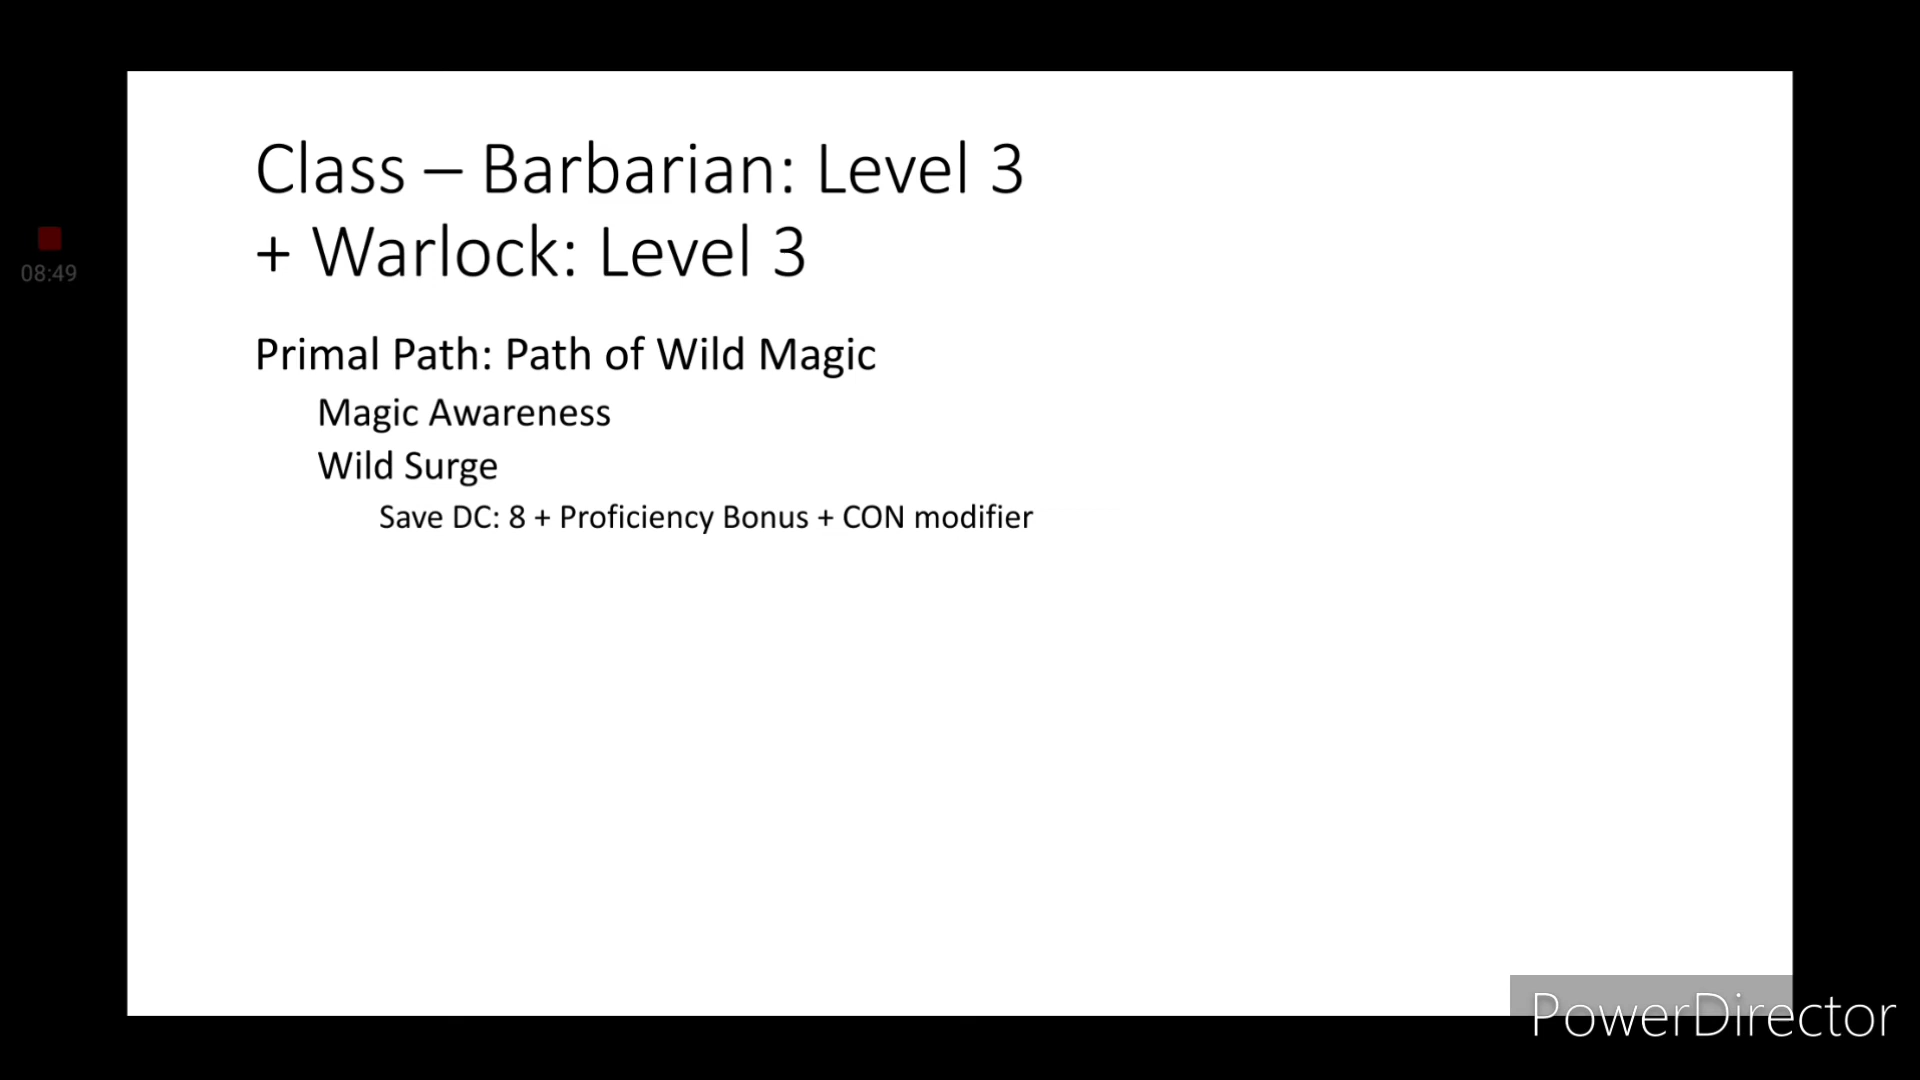 Class – Barbarian: Level 3
+ Warlock: Level 3
08:49
Primal Path: Path of Wild Magic
Magic Awareness
Wild Surge
Save DC: 8 + Proficiency Bonus + CON modifier
PowerDirector